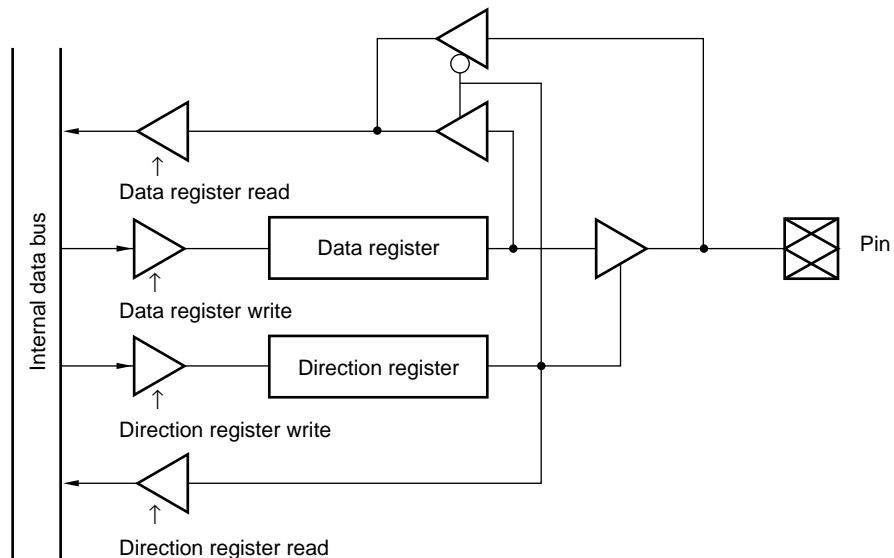 Internal data bus
Data register read
Data register
Pin
Data register write
Direction register
Direction register write
Direction register read